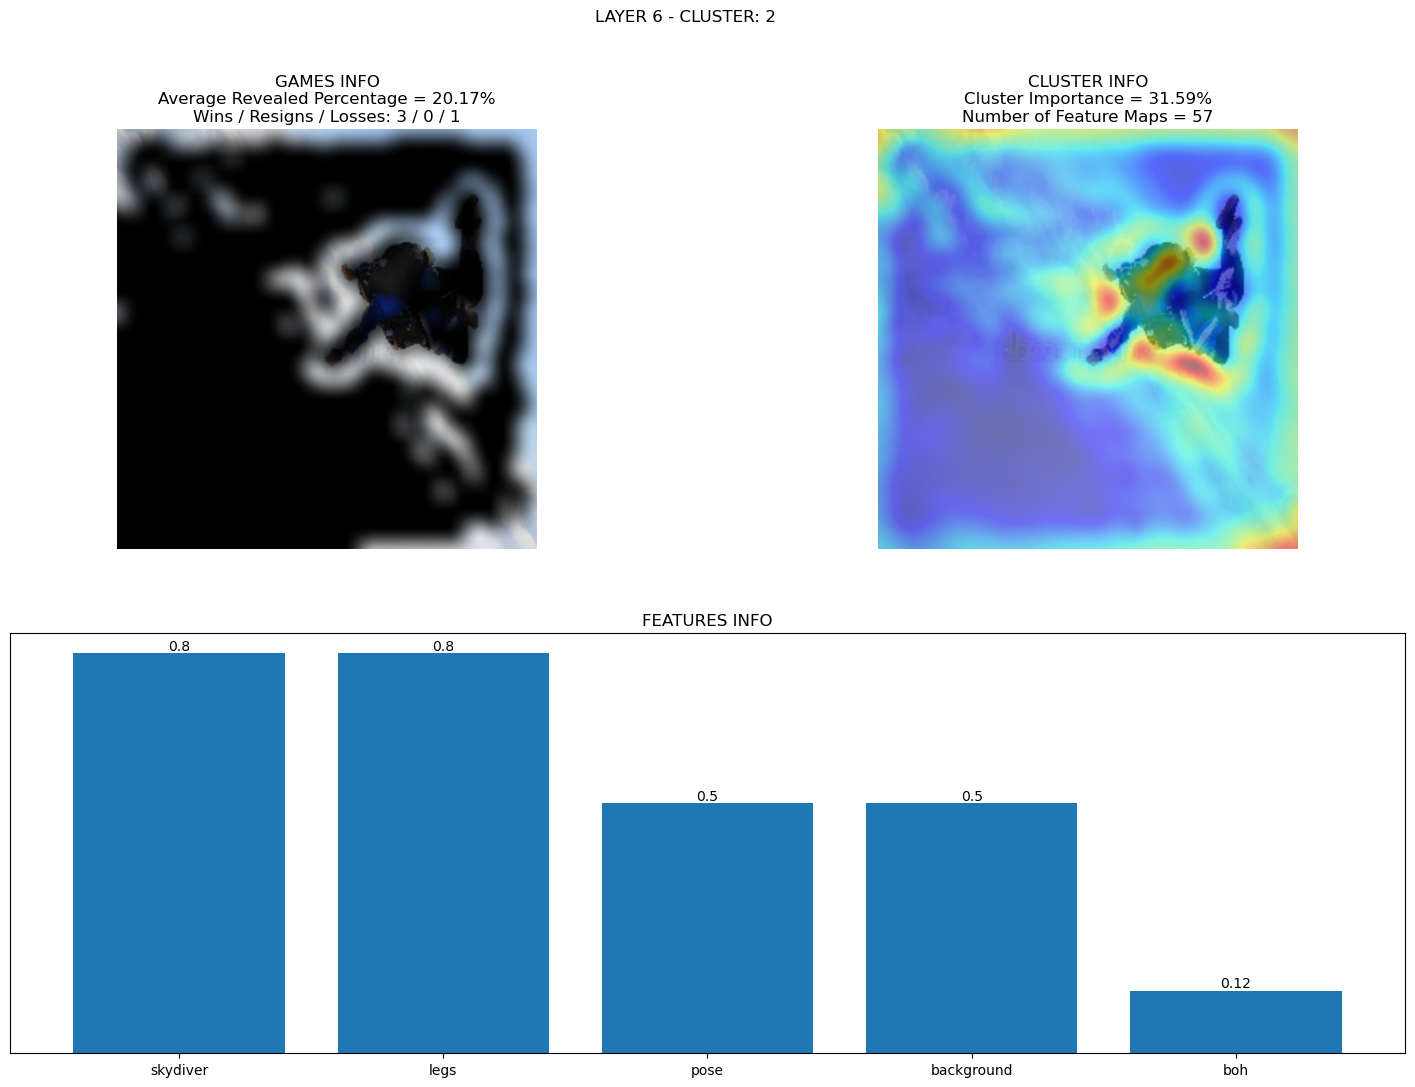 LAYER 6 - CLUSTER: 2
GAMES INFO
Average Revealed Percentage = 20.17%
Wins / Resigns / Losses: 3 / 0 / 1
CLUSTER INFO
Cluster Importance = 31.59%
Number of Feature Maps = 57
FEATURES INFO
0.8
0.8
0.5
0.5
0.12
skydiver
legs
pose
background
boh